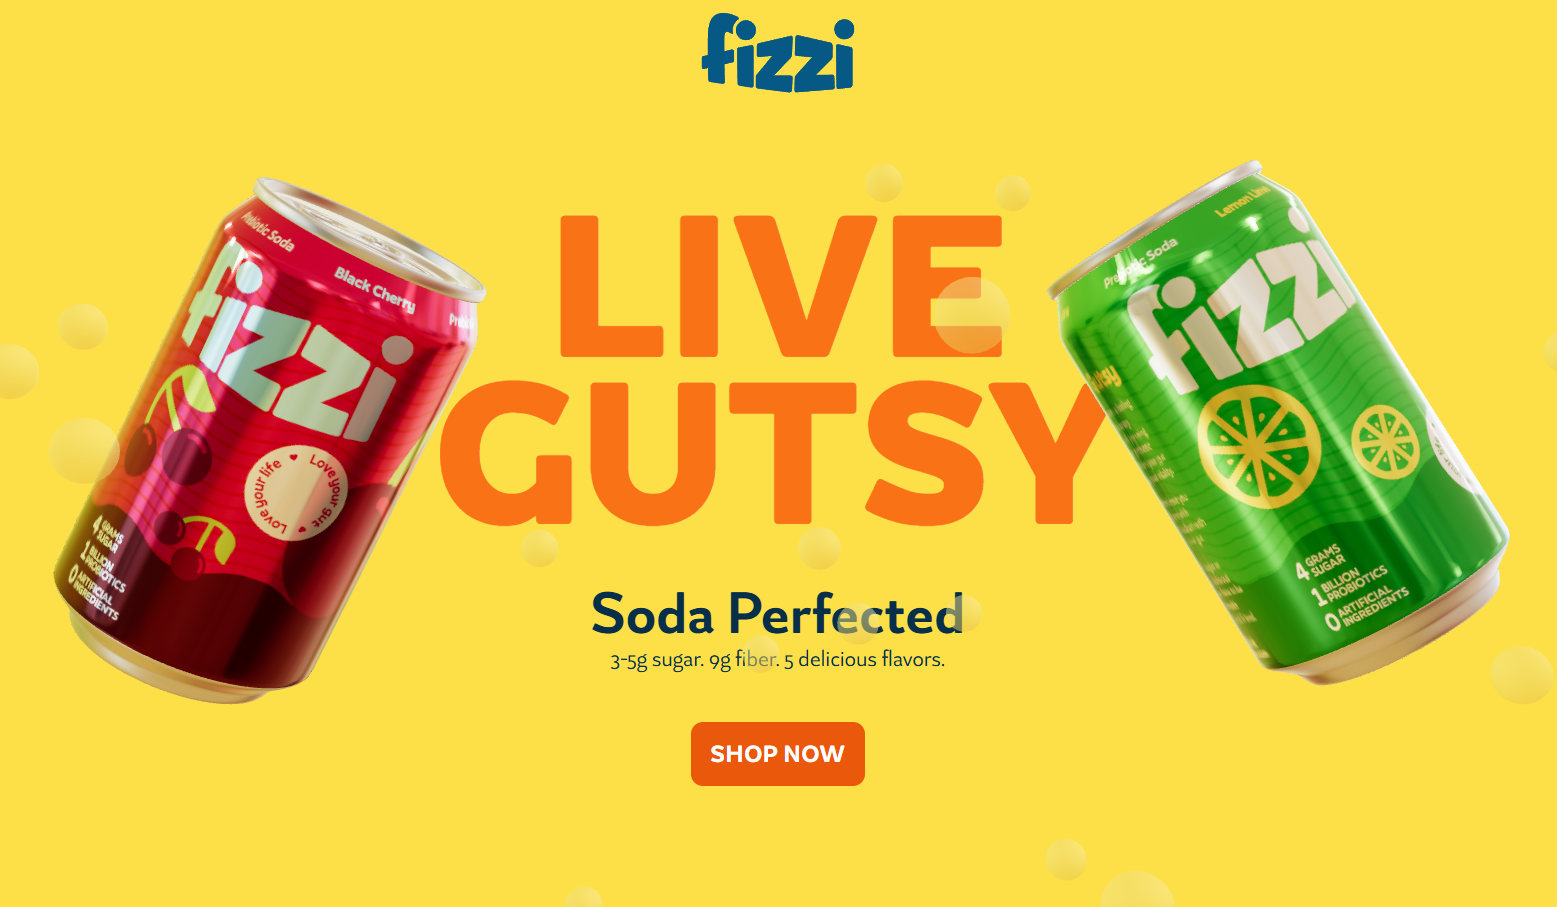 fizzi
LIVE
GUTSY
Soda Perfected
3-5g sugar. 9g fiber. 5 delicious flavors.
SHOP NOW
Prebiotic Soda
Black Cherry
fizzi
Love your life ♥ Love your gut ♥
4 GRAMS
SUGAR
1 BILLION
PROBIOTICS
0 ARTIFICIAL
INGREDIENTS
Lemon Lime
Prebiotic Soda
fizzi
4 GRAMS
SUGAR
1 BILLION
PROBIOTICS
0 ARTIFICIAL
INGREDIENTS